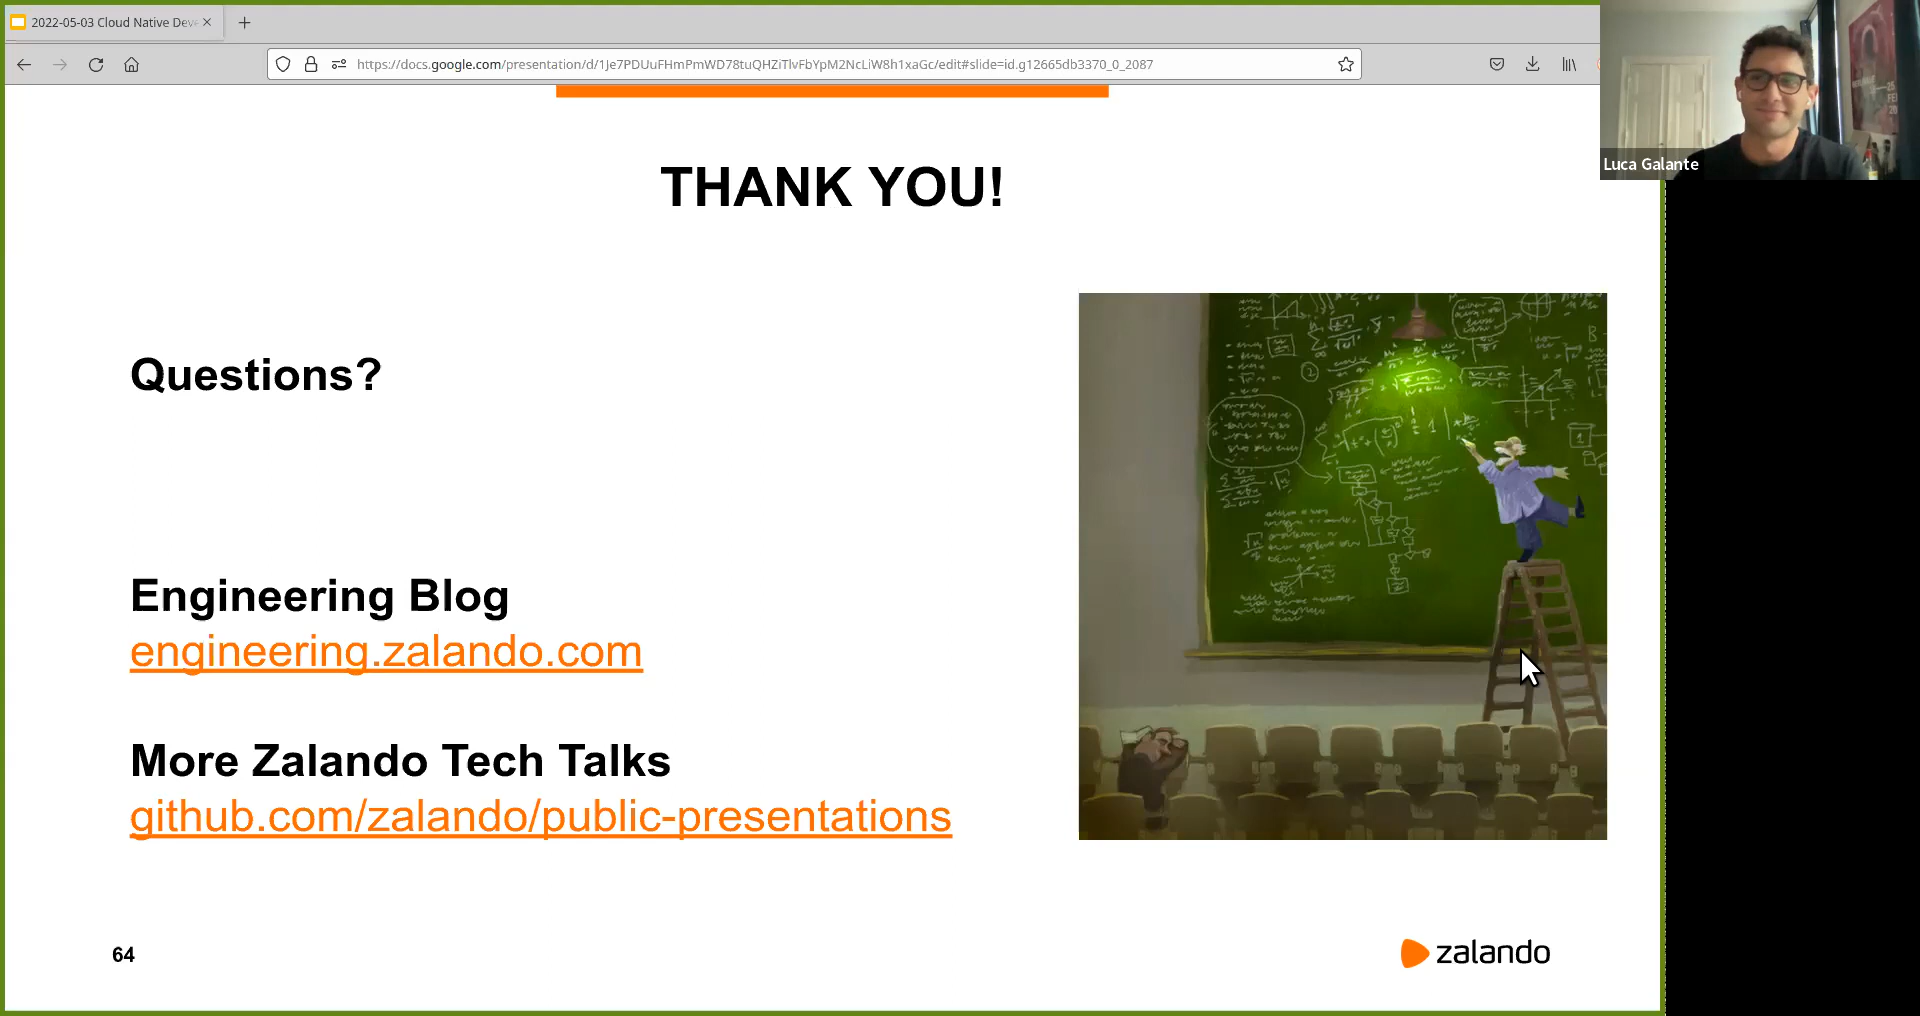 2022-05-03 Cloud Native Deve
https://docs.google.com/presentation/d/1Je7PDUuFHmPmWD78tuQHZiTlvFbYpM2NcLiW8h1xaGc/edit#slide=id.g12665db3370_0_2087
Luca Galante
THANK YOU!
Questions?
Engineering Blog
engineering.zalando.com
More Zalando Tech Talks
github.com/zalando/public-presentations
64
zalando